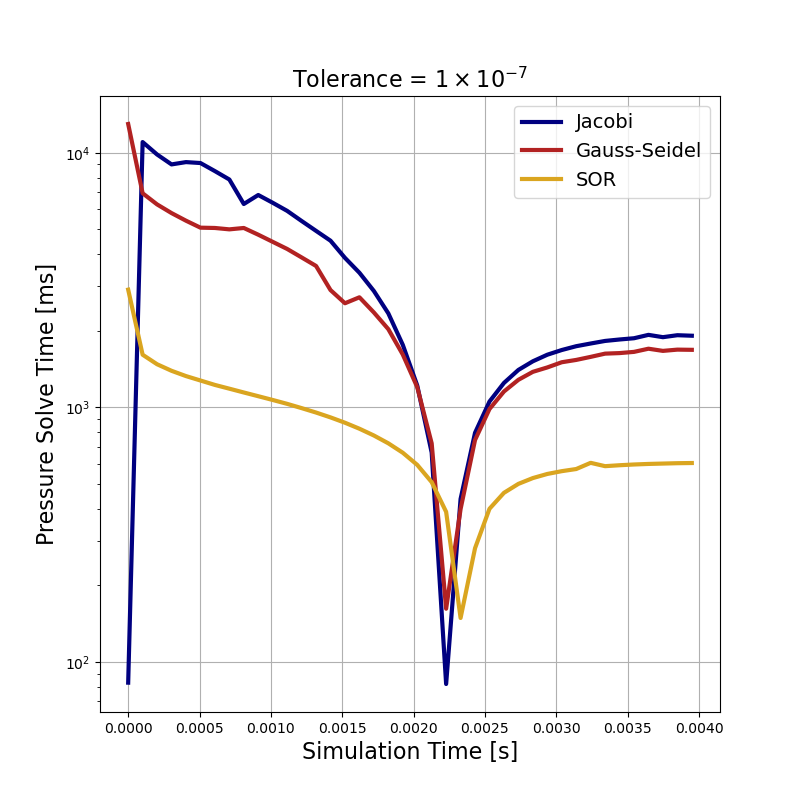 Tolerance = 1 × 10⁻⁷
Jacobi
Gauss-Seidel
SOR
Pressure Solve Time [ms]
10⁴
10³
10²
0.0000 0.0005 0.0010 0.0015 0.0020 0.0025 0.0030 0.0035 0.0040
Simulation Time [s]